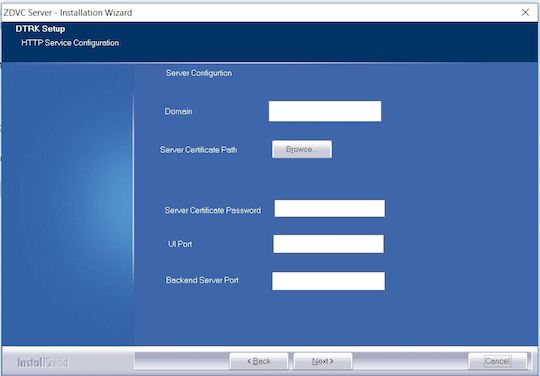 ZDVC Server - Installation Wizard
DTRK Setup
HTTP Service Configuration
Server Configurtion
Domain
Server Certificate Path
Browse...
Server Certificate Password
UI Port
Backend Server Port
InstallShield
< Back
Next >
Cancel